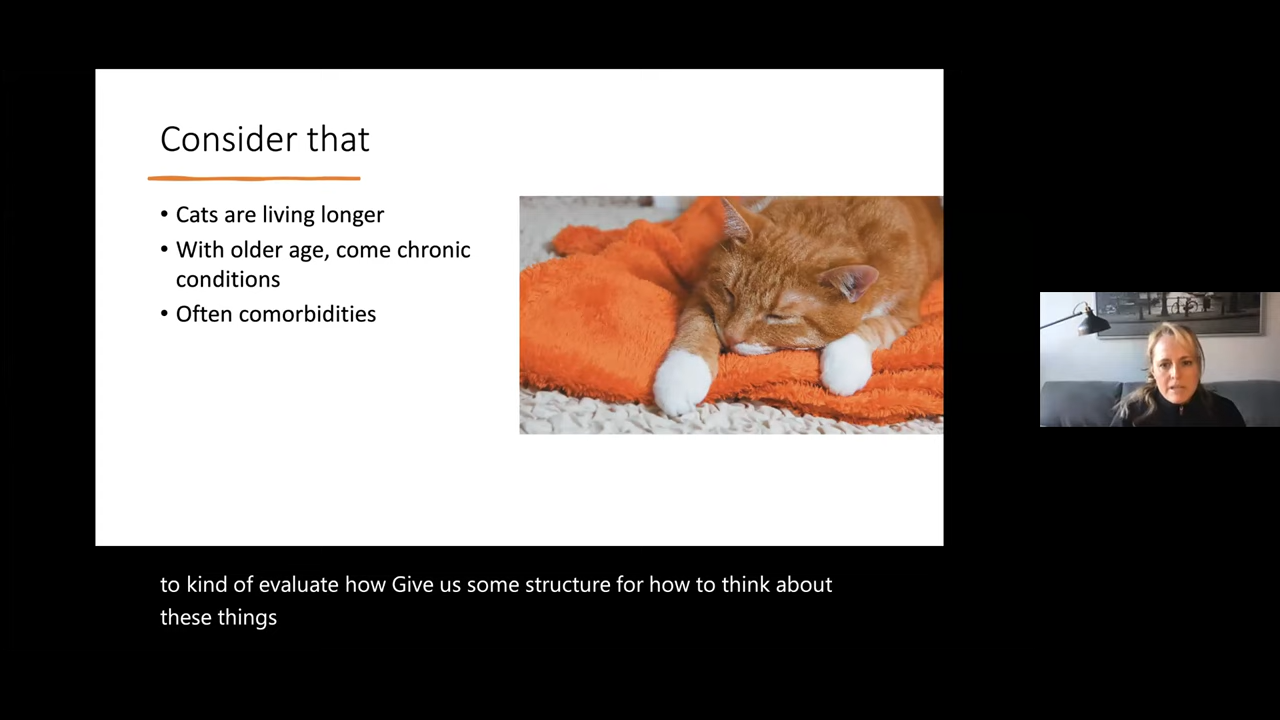 Consider that
• Cats are living longer
• With older age, come chronic
conditions
• Often comorbidities
to kind of evaluate how Give us some structure for how to think about
these things